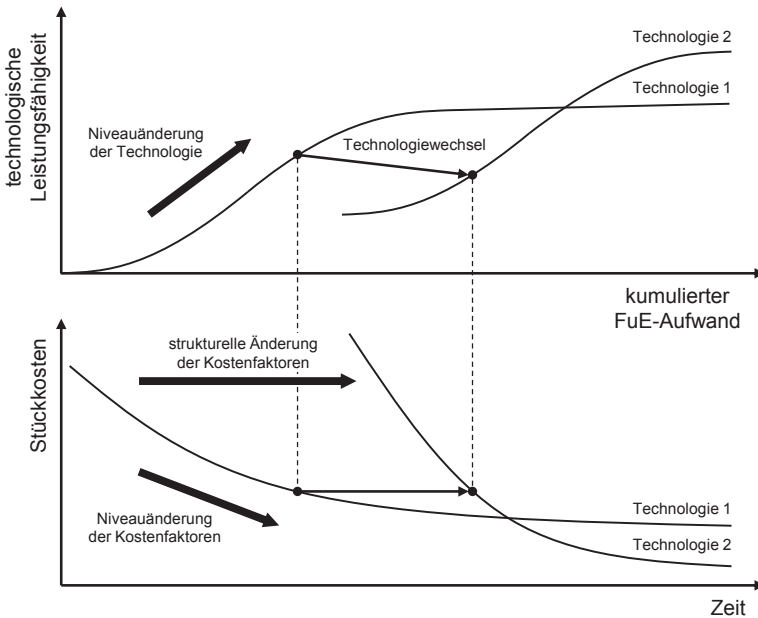 technologische
Leistungsfähigkeit
Technologie 2
Technologie 1
Niveauänderung
der Technologie
Technologiewechsel
kumulierter
FuE-Aufwand
Stückkosten
strukturelle Änderung
der Kostenfaktoren
Niveauänderung
der Kostenfaktoren
Technologie 1
Technologie 2
Zeit